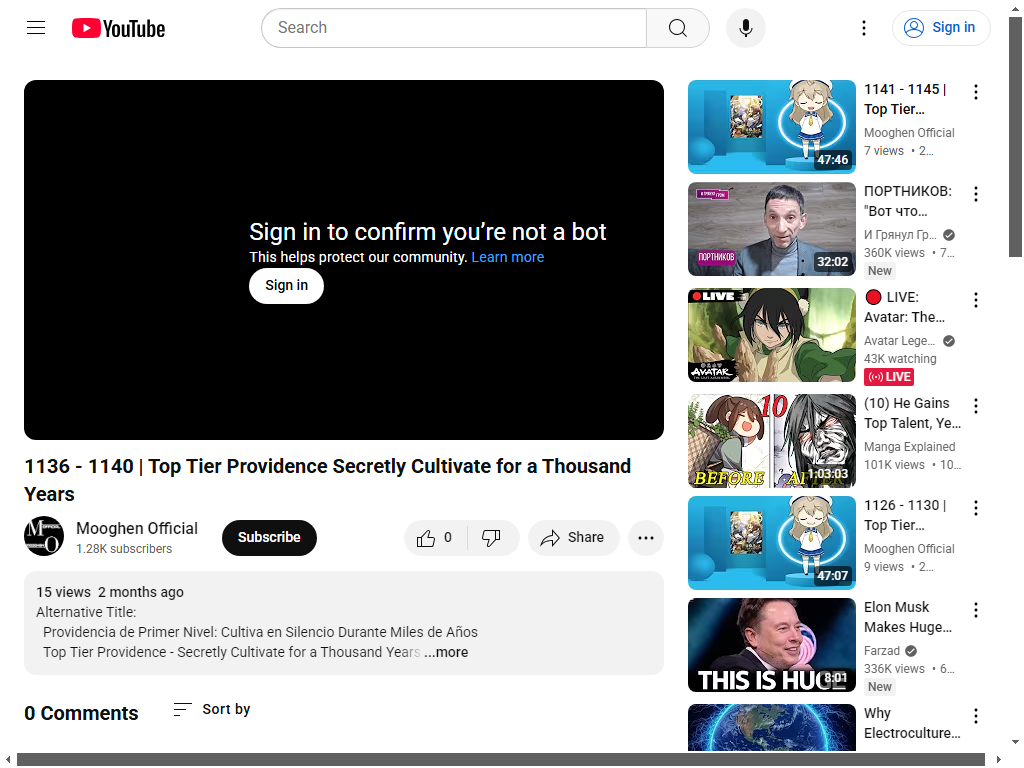 YouTube
Search
Sign in
Sign in to confirm you’re not a bot
This helps protect our community. Learn more
Sign in
1136 - 1140 | Top Tier Providence Secretly Cultivate for a Thousand
Years
Mooghen Official
1.28K subscribers
Subscribe
0
Share
15 views 2 months ago
Alternative Title:
Providencia de Primer Nivel: Cultiva en Silencio Durante Miles de Años
Top Tier Providence - Secretly Cultivate for a Thousand Years ...more
0 Comments
Sort by
47:46
1141 - 1145 |
Top Tier...
Mooghen Official
7 views • 2...
ПОРТНИКОВ
32:02
ПОРТНИКОВ:
"Вот что...
И Грянул Гр...
360K views • 7...
New
LIVE
AVATAR
LIVE:
Avatar: The...
Avatar Lege...
43K watching
LIVE
10
BEFORE AFTER
1:03:03
(10) He Gains
Top Talent, Ye...
Manga Explained
101K views • 10...
47:07
1126 - 1130 |
Top Tier...
Mooghen Official
9 views • 2...
THIS IS HUGE
8:01
Elon Musk
Makes Huge...
Farzad
336K views • 6...
New
Why
Electroculture...